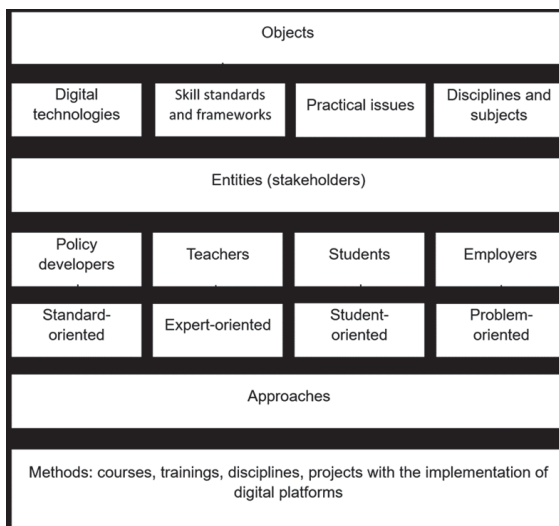 Objects
Digital
technologies
Skill standards
and frameworks
Practical issues
Disciplines and
subjects
Entities (stakeholders)
Policy
developers
Teachers
Students
Employers
Standard-
oriented
Expert-oriented
Student-
oriented
Problem-
oriented
Approaches
Methods: courses, trainings, disciplines, projects with the implementation of
digital platforms